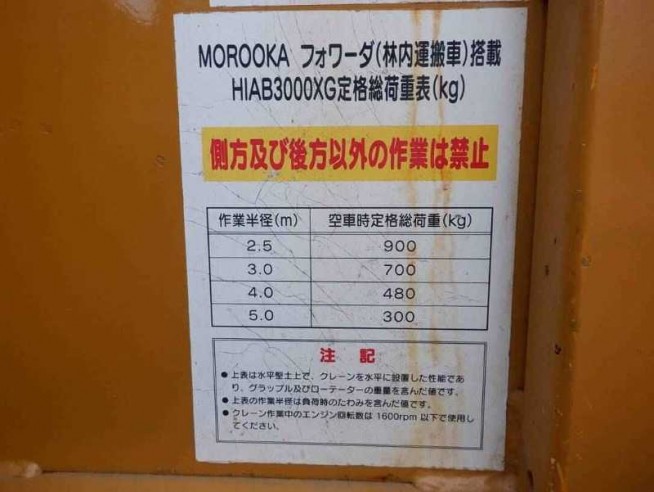 MOROOKA フォワーダ(林内運搬車)搭載
HIAB3000XG定格総荷重表(kg)
側方及び後方以外の作業は禁止
作業半径(m) 空車時定格総荷重(kg)
2.5 900
3.0 700
4.0 480
5.0 300
注 記
● 上表は水平堅土上で、クレーンを水平に設置した性能であ
り、グラップル及びローテーターの重量を含んだ値です。
● 上表の作業半径は負荷時のたわみを含んだ値です。
● クレーン作業中のエンジン回転数は 1600rpm 以下で使用し
てください。